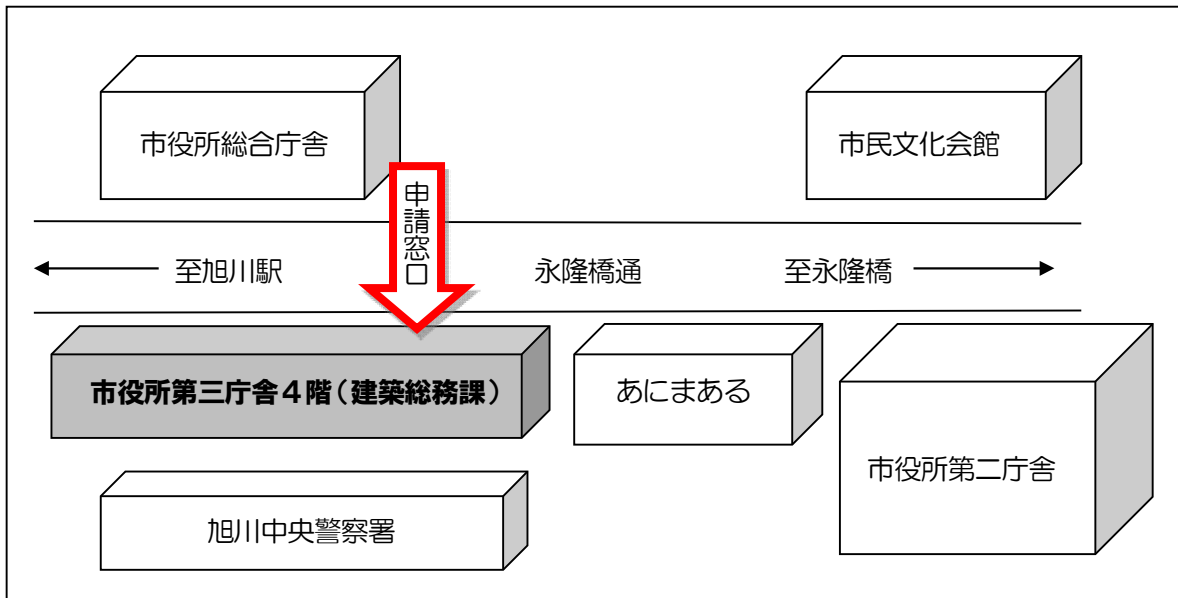 市役所総合庁舎
市民文化会館
申請窓口
至旭川駅
永隆橋通
至永隆橋
市役所第三庁舎4階（建築総務課）
あにまある
市役所第二庁舎
旭川中央警察署